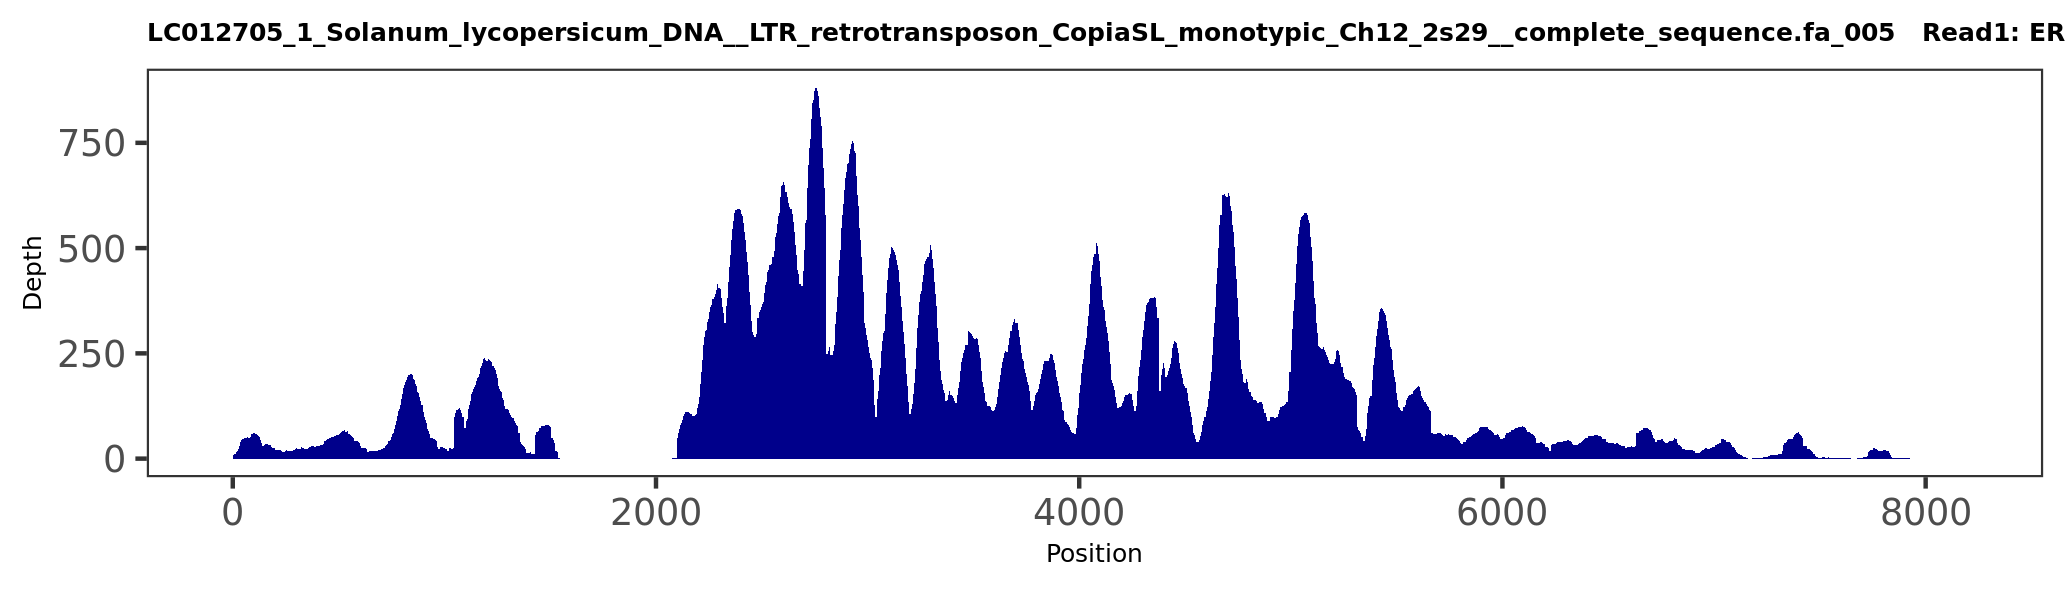 LC012705_1_Solanum_lycopersicum_DNA__LTR_retrotransposon_CopiaSL_monotypic_Ch12_2s29__complete_sequence.fa_005 Read1: ER
750
500
250
0
Depth
0 2000 4000 6000 8000
Position